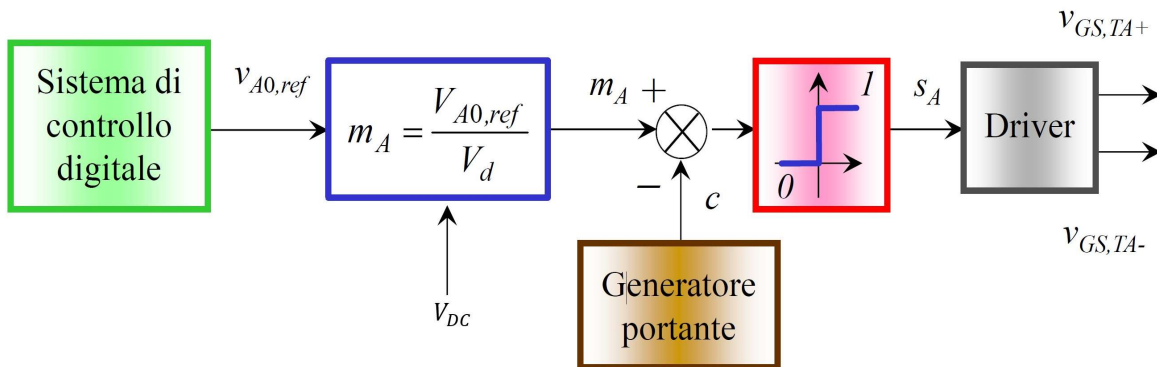 Sistema di
controllo
digitale
v_{A0,ref}
m_A = \frac{V_{A0,ref}}{V_d}
V_{DC}
m_A +
−
c
Generatore
portante
1
0
s_A
Driver
v_{GS,TA+}
v_{GS,TA-}